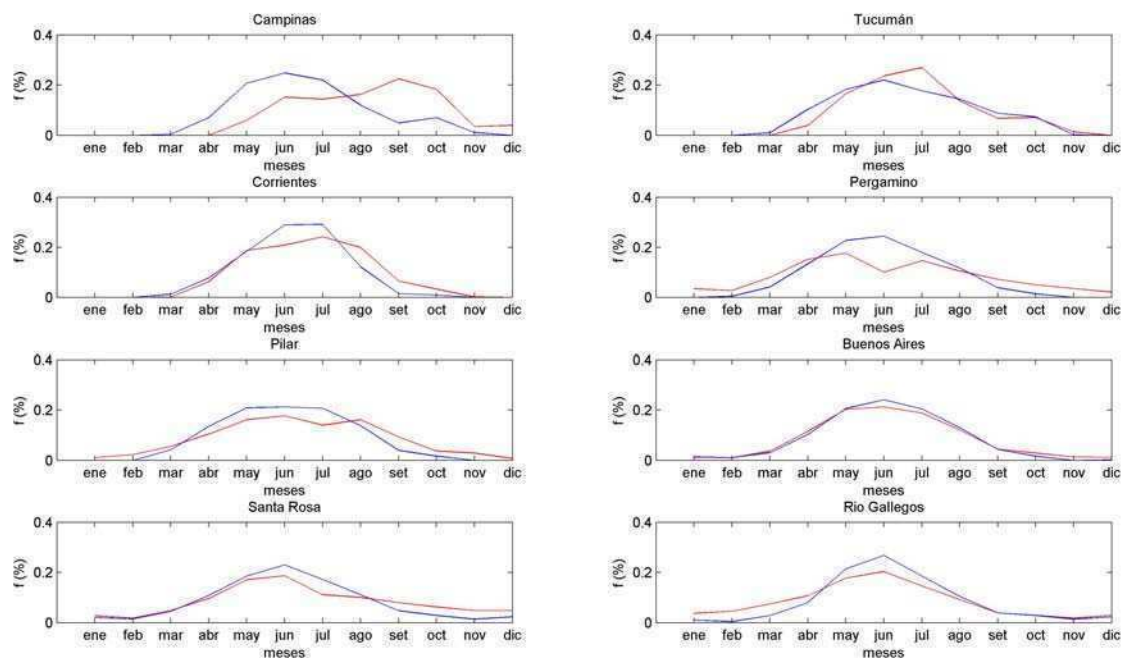 Campinas
0.4
0.2
0
f (%)
ene feb mar abr may jun jul ago set oct nov dic
meses
Tucumán
0.4
0.2
0
f (%)
ene feb mar abr may jun jul ago set oct nov dic
meses
Corrientes
0.4
0.2
0
f (%)
ene feb mar abr may jun jul ago set oct nov dic
meses
Pergamino
0.4
0.2
0
f (%)
ene feb mar abr may jun jul ago set oct nov dic
meses
Pilar
0.4
0.2
0
f (%)
ene feb mar abr may jun jul ago set oct nov dic
meses
Buenos Aires
0.4
0.2
0
f (%)
ene feb mar abr may jun jul ago set oct nov dic
meses
Santa Rosa
0.4
0.2
0
f (%)
ene feb mar abr may jun jul ago set oct nov dic
meses
Rio Gallegos
0.4
0.2
0
f (%)
ene feb mar abr may jun jul ago set oct nov dic
meses